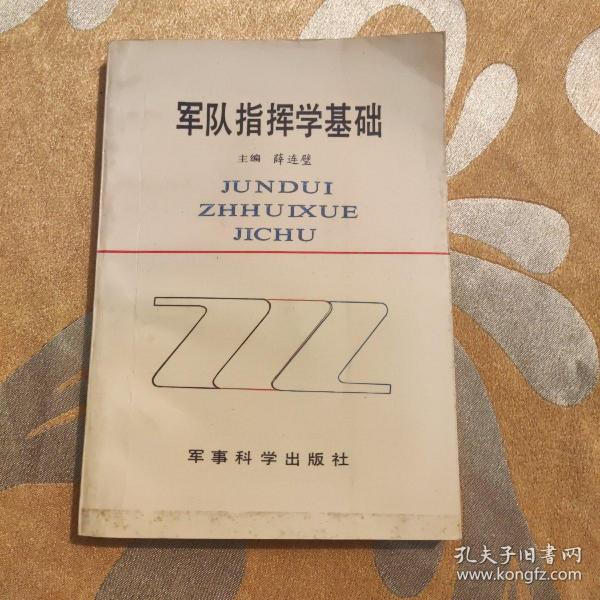 军队指挥学基础
主编 薛连璧
JUNDUI
ZHHUIXUE
JICHU
军事科学出版社
孔夫子旧书网
www.kongfz.com